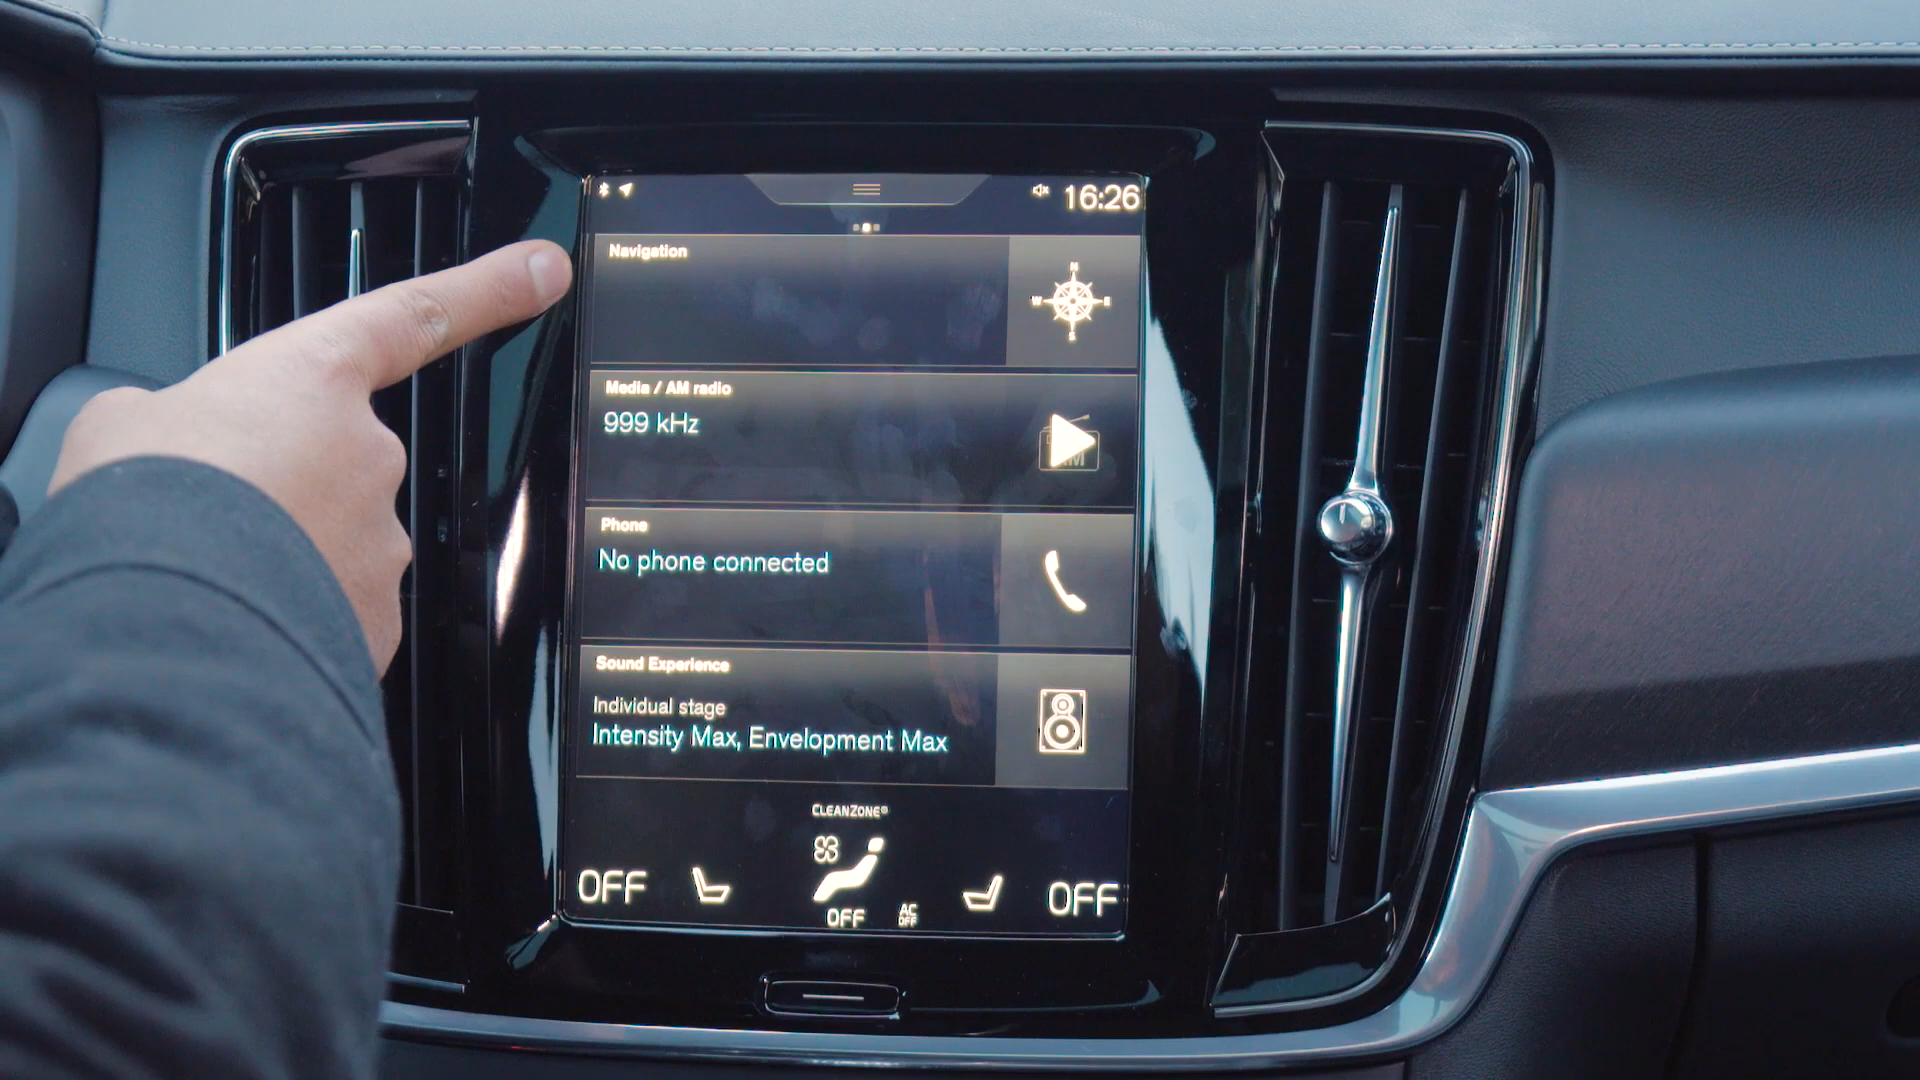 16:26
Navigation
N
W E
S
Media / AM radio
999 kHz
AM
Phone
No phone connected
Sound Experience
Individual stage
Intensity Max, Envelopment Max
CLEANZONE®
OFF OFF
OFF AC
OFF